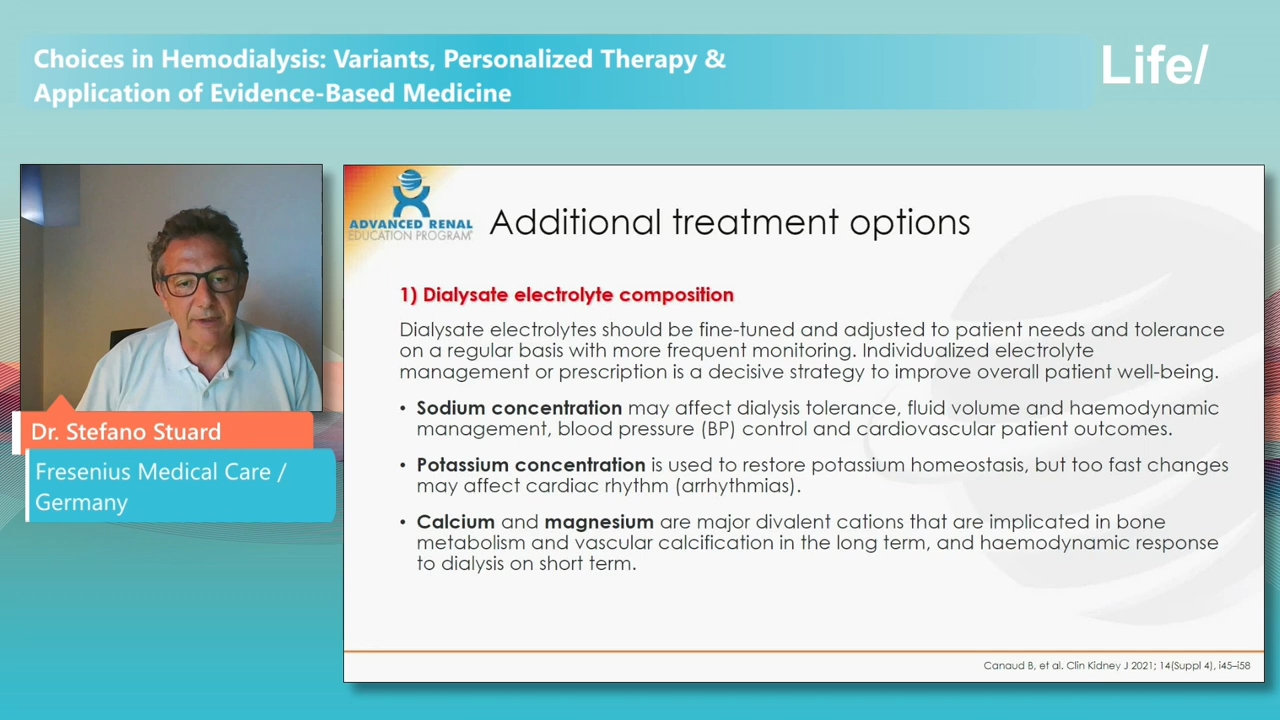 Choices in Hemodialysis: Variants, Personalized Therapy &
Application of Evidence-Based Medicine
Life/
Dr. Stefano Stuard
Fresenius Medical Care /
Germany
ADVANCED RENAL
EDUCATION PROGRAM
Additional treatment options
1) Dialysate electrolyte composition
Dialysate electrolytes should be fine-tuned and adjusted to patient needs and tolerance
on a regular basis with more frequent monitoring. Individualized electrolyte
management or prescription is a decisive strategy to improve overall patient well-being.
• Sodium concentration may affect dialysis tolerance, fluid volume and haemodynamic
management, blood pressure (BP) control and cardiovascular patient outcomes.
• Potassium concentration is used to restore potassium homeostasis, but too fast changes
may affect cardiac rhythm (arrhythmias).
• Calcium and magnesium are major divalent cations that are implicated in bone
metabolism and vascular calcification in the long term, and haemodynamic response
to dialysis on short term.
Canaud B, et al. Clin Kidney J 2021; 14(Suppl 4), i45–i58